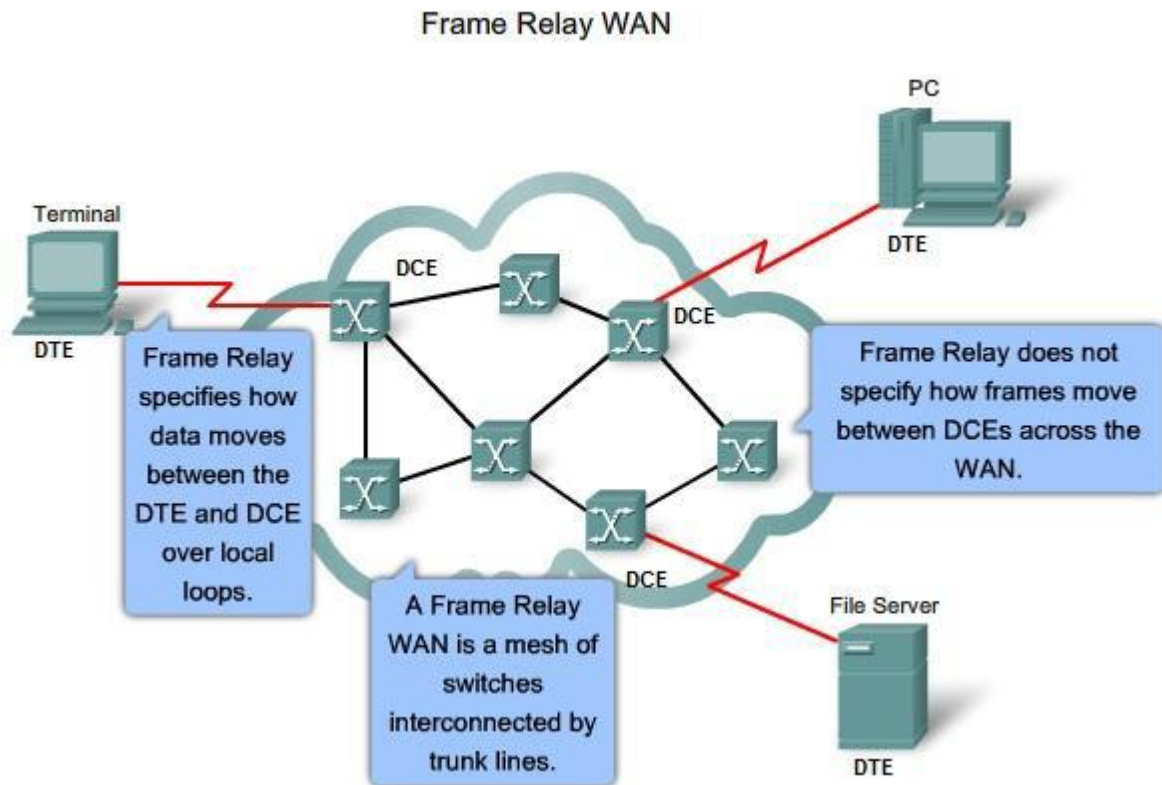 Frame Relay WAN
PC
Terminal
DCE
DTE
DCE
DTE
Frame Relay
specifies how
data moves
between the
DTE and DCE
over local
loops.
Frame Relay does not
specify how frames move
between DCEs across the
WAN.
DCE
A Frame Relay
WAN is a mesh of
switches
interconnected by
trunk lines.
File Server
DTE